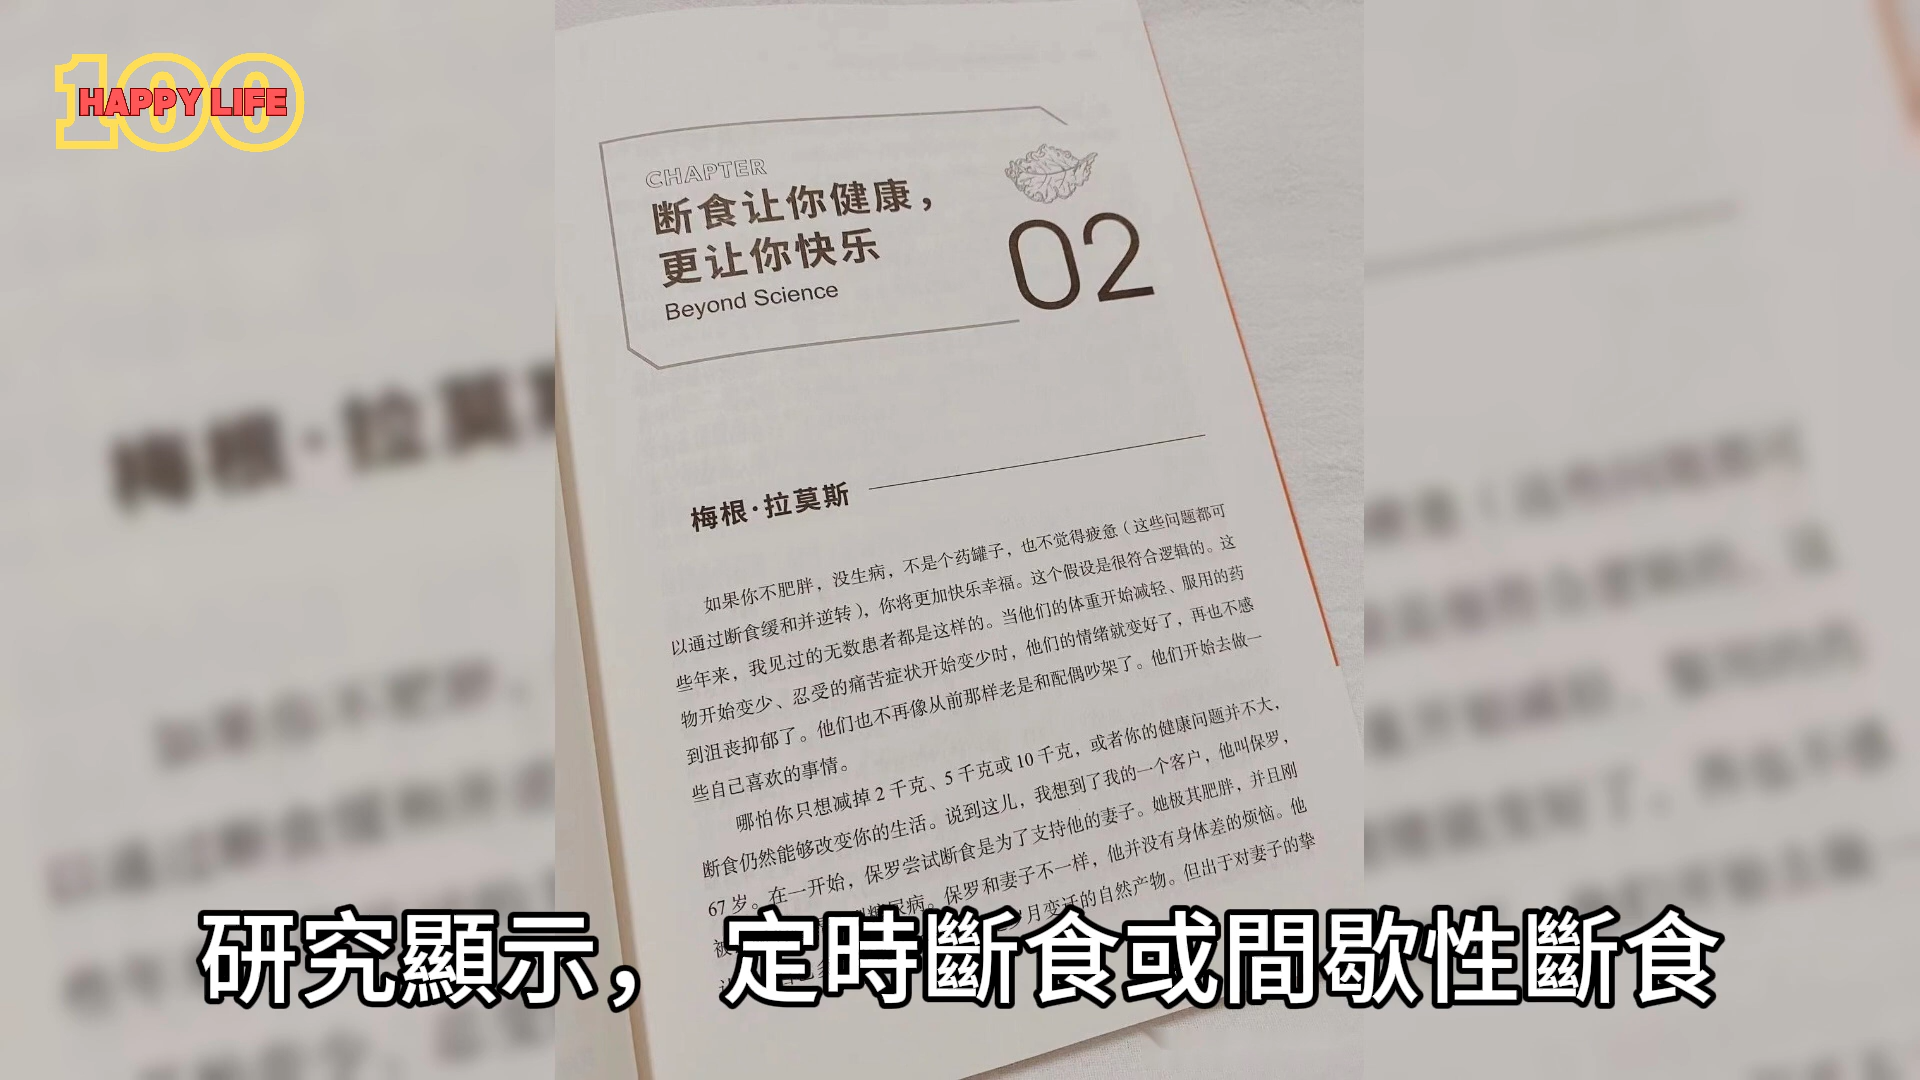 100
HAPPY LIFE
CHAPTER
断食让你健康，
更让你快乐
Beyond Science
02
梅根·拉莫斯
如果你不肥胖，没生病，不是个药罐子，也不觉得疲惫（这些问题都可
以通过断食缓和并逆转），你将更加快乐幸福。这个假设是很符合逻辑的。这
些年来，我见过的无数患者都是这样的。当他们的体重开始减轻、服用的药
物开始变少、忍受的痛苦症状开始变少时，他们的情绪就变好了，再也不感
到沮丧抑郁了。他们也不再像从前那样老是和配偶吵架了。他们开始去做一
些自己喜欢的事情。
哪怕你只想减掉 2 千克、5 千克或 10 千克，或者你的健康问题并不大，
断食仍然能够改变你的生活。说到这儿，我想到了我的一个客户，他叫保罗，
67 岁。在一开始，保罗尝试断食是为了支持他的妻子。她极其肥胖，并且刚
被 糖尿病。保罗和妻子不一样，他并没有身体差的烦恼。他
月变迁的自然产物。但出于对妻子的挚
研究顯示， 定時斷食或間歇性斷食